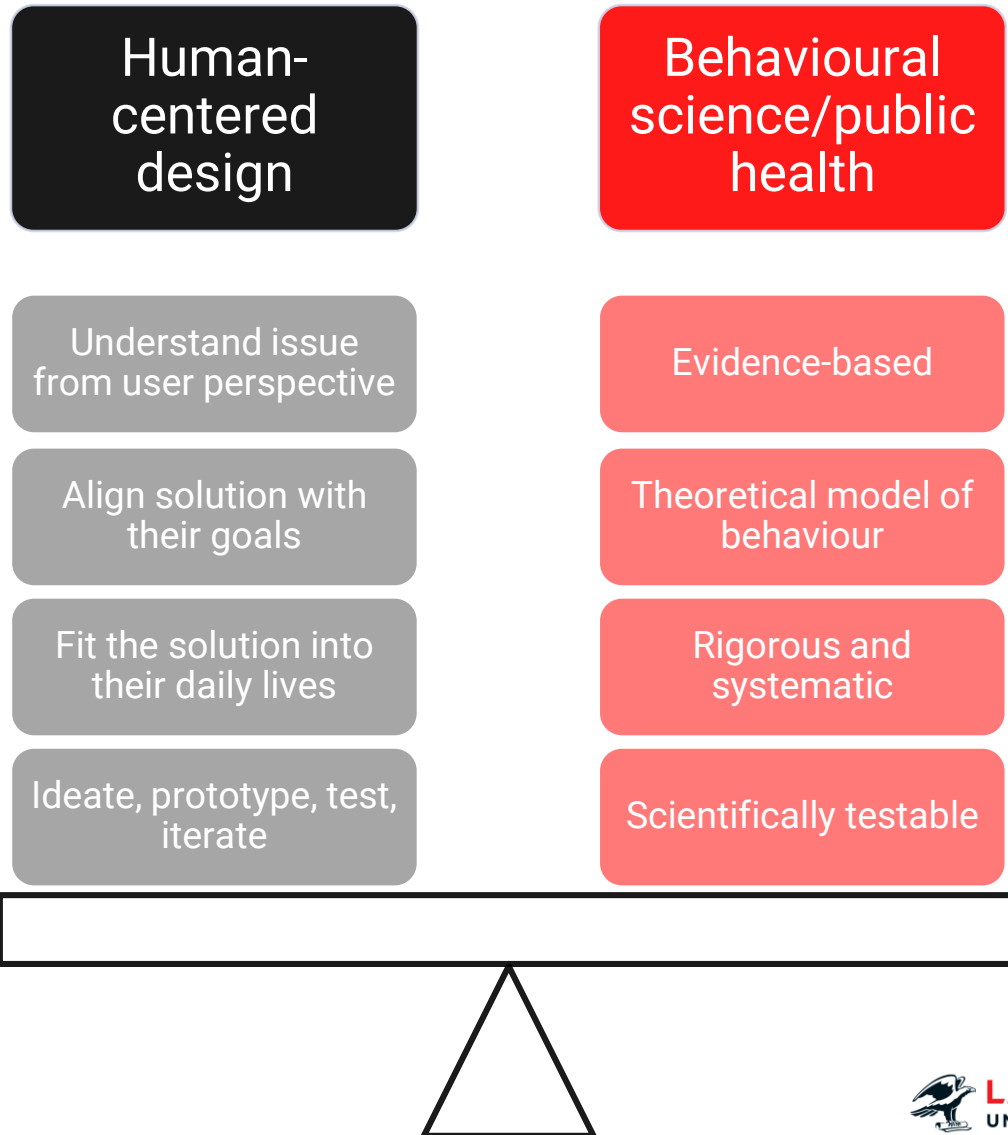 Human-
centered
design
Behavioural
science/public
health
Understand issue
from user perspective
Align solution with
their goals
Fit the solution into
their daily lives
Ideate, prototype, test,
iterate
Evidence-based
Theoretical model of
behaviour
Rigorous and
systematic
Scientifically testable